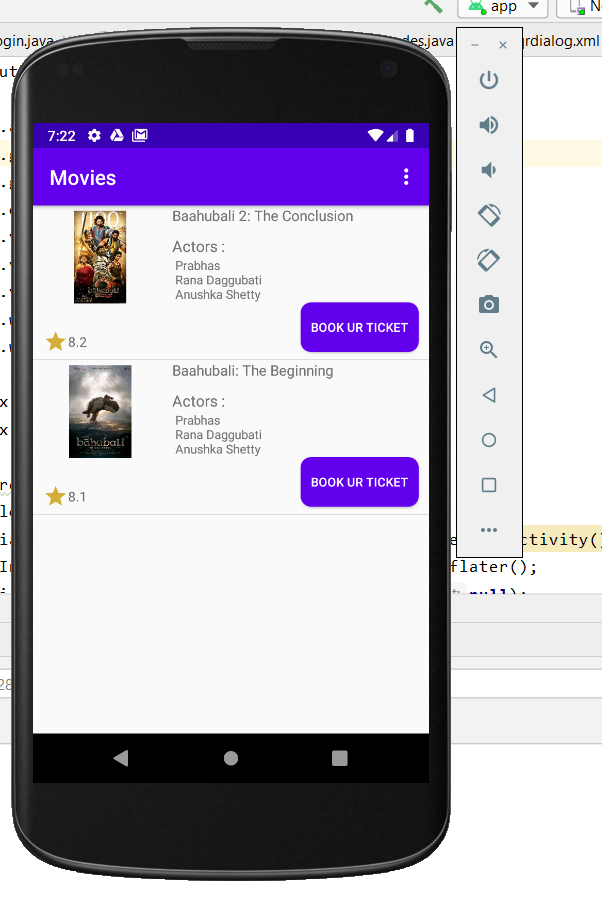 app
ogin.java
des.java
rdialog.xml
7:22
Movies
Baahubali 2: The Conclusion
Actors :
Prabhas
Rana Daggubati
Anushka Shetty
BOOK UR TICKET
8.2
Baahubali: The Beginning
Actors :
Prabhas
Rana Daggubati
Anushka Shetty
BOOK UR TICKET
8.1
ctivity()
flater();
null);
28